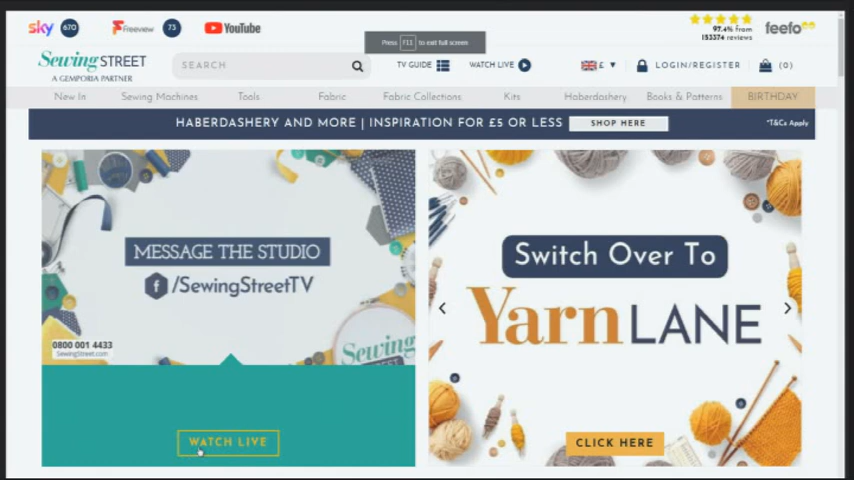 sky 670 Freeview 73 YouTube
97.4% from
153374 reviews
feefo
Press F11 to exit full screen
Sewing STREET
A GEMPORIA PARTNER
SEARCH
TV GUIDE
WATCH LIVE
£
LOGIN/REGISTER
(0)
New In Sewing Machines Tools Fabric Fabric Collections Kits Haberdashery Books & Patterns BIRTHDAY
HABERDASHERY AND MORE | INSPIRATION FOR £5 OR LESS SHOP HERE *T&Cs Apply
MESSAGE THE STUDIO
f /SewingStreetTV
0800 001 4433
SewingStreet.com
Sewing
WATCH LIVE
Switch Over To
Yarn LANE
CLICK HERE